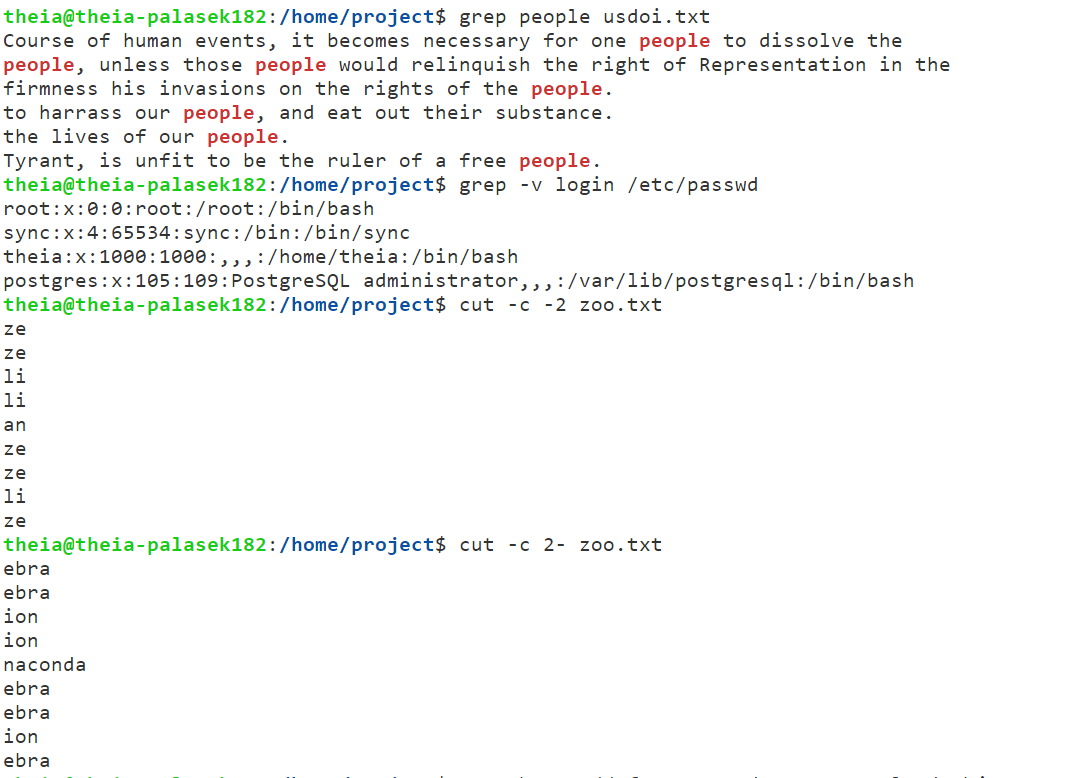 theia@theia-palasek182:/home/project$ grep people usdoi.txt
Course of human events, it becomes necessary for one people to dissolve the
people, unless those people would relinquish the right of Representation in the
firmness his invasions on the rights of the people.
to harrass our people, and eat out their substance.
the lives of our people.
Tyrant, is unfit to be the ruler of a free people.
theia@theia-palasek182:/home/project$ grep -v login /etc/passwd
root:x:0:0:root:/root:/bin/bash
sync:x:4:65534:sync:/bin:/bin/sync
theia:x:1000:1000:,,,:/home/theia:/bin/bash
postgres:x:105:109:PostgreSQL administrator,,,:/var/lib/postgresql:/bin/bash
theia@theia-palasek182:/home/project$ cut -c -2 zoo.txt
ze
ze
li
li
an
ze
ze
li
ze
theia@theia-palasek182:/home/project$ cut -c 2- zoo.txt
ebra
ebra
ion
ion
naconda
ebra
ebra
ion
ebra